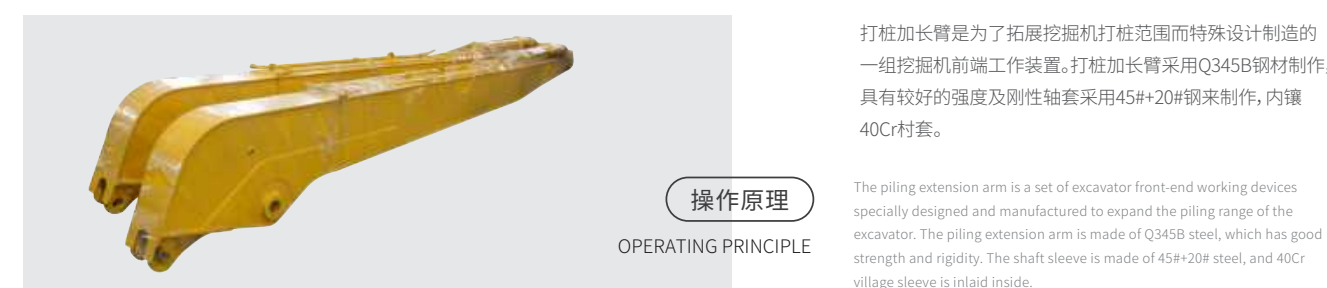 打桩加长臂是为了拓展挖掘机打桩范围而特殊设计制造的
一组挖掘机前端工作装置。打桩加长臂采用Q345B钢材制作,
具有较好的强度及刚性轴套采用45#+20#钢来制作，内镶
40Cr村套。
操作原理
OPERATING PRINCIPLE
The piling extension arm is a set of excavator front-end working devices
specially designed and manufactured to expand the piling range of the
excavator. The piling extension arm is made of Q345B steel, which has good
strength and rigidity. The shaft sleeve is made of 45#+20# steel, and 40Cr
village sleeve is inlaid inside.